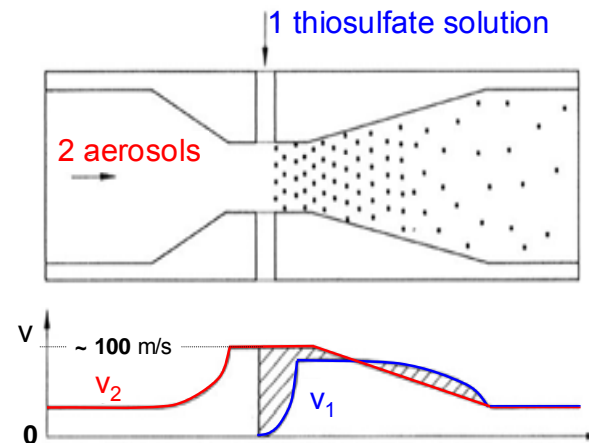 1 thiosulfate solution
2 aerosols
v
~ 100 m/s
v2
v1
0